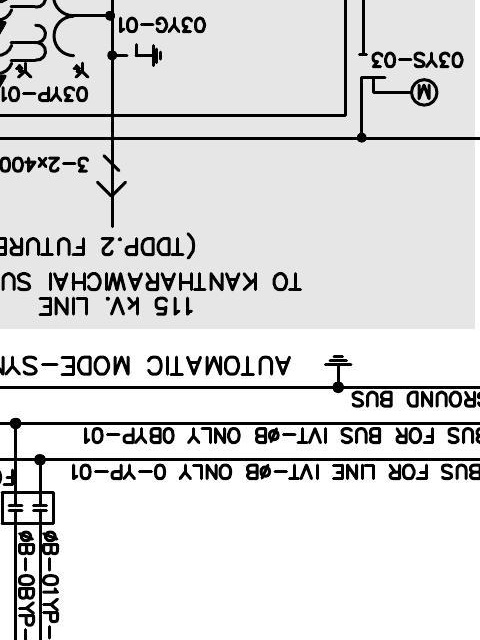 øB-01YP-
øB-0BYP-
BUS FOR LINE IVT-øB ONLY 0-YP-01
BUS FOR BUS IVT-øB ONLY 0BYP-01
GROUND BUS
AUTOMATIC MODE-SYN
115 kV. LINE
TO KANTHARAWCHAI SU
(TDDP.2 FUTURE
3-2x400
M
03YP-01
03YS-03
03YG-01